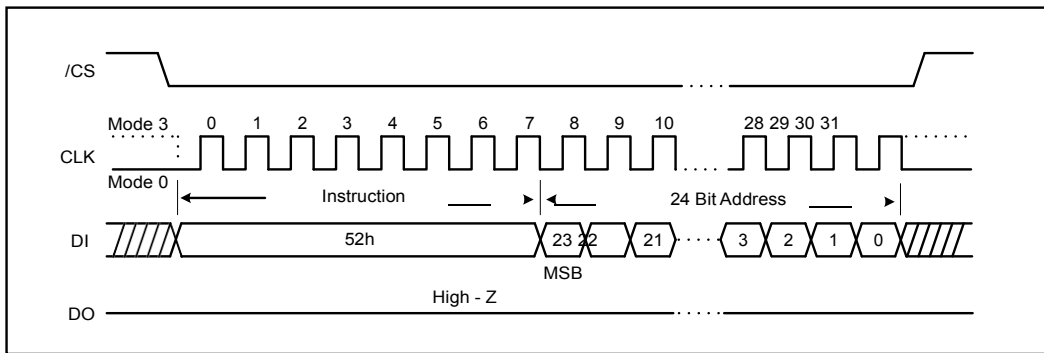 /CS
Mode 3 0 1 2 3 4 5 6 7 8 9 10 28 29 30 31
CLK
Mode 0
Instruction 24 Bit Address
DI 52h 23 22 21 3 2 1 0
MSB
High - Z
DO